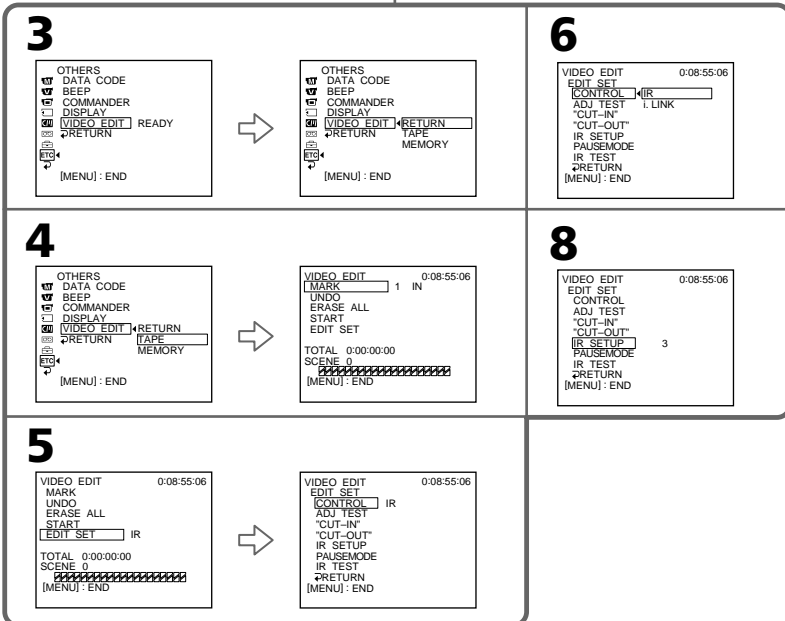 3
OTHERS
DATA CODE
BEEP
COMMANDER
DISPLAY
VIDEO EDIT READY
RETURN
ETC
[MENU] : END
OTHERS
DATA CODE
BEEP
COMMANDER
DISPLAY
VIDEO EDIT RETURN
RETURN TAPE
MEMORY
ETC
[MENU] : END
6
VIDEO EDIT 0:08:55:06
EDIT SET
CONTROL IR
ADJ TEST i. LINK
"CUT–IN"
"CUT–OUT"
IR SETUP
PAUSEMODE
IR TEST
RETURN
[MENU] : END
4
OTHERS
DATA CODE
BEEP
COMMANDER
DISPLAY
VIDEO EDIT RETURN
RETURN TAPE
MEMORY
ETC
[MENU] : END
VIDEO EDIT 0:08:55:06
MARK 1 IN
UNDO
ERASE ALL
START
EDIT SET
TOTAL 0:00:00:00
SCENE 0
[MENU] : END
8
VIDEO EDIT 0:08:55:06
EDIT SET
CONTROL
ADJ TEST
"CUT–IN"
"CUT–OUT"
IR SETUP 3
PAUSEMODE
IR TEST
RETURN
[MENU] : END
5
VIDEO EDIT 0:08:55:06
MARK
UNDO
ERASE ALL
START
EDIT SET IR
TOTAL 0:00:00:00
SCENE 0
[MENU] : END
VIDEO EDIT 0:08:55:06
EDIT SET
CONTROL IR
ADJ TEST
"CUT–IN"
"CUT–OUT"
IR SETUP
PAUSEMODE
IR TEST
RETURN
[MENU] : END